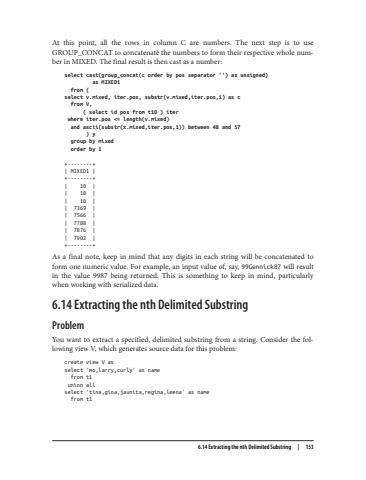 At this point, all the rows in column C are numbers. The next step is to use
GROUP_CONCAT to concatenate the numbers to form their respective whole num-
ber in MIXED. The final result is then cast as a number:
select cast(group_concat(c order by pos separator '') as unsigned)
as MIXED1
from (
select v.mixed, iter.pos, substr(v.mixed,iter.pos,1) as c
from V,
( select id pos from t10 ) iter
where iter.pos <= length(v.mixed)
and ascii(substr(x.mixed,iter.pos,1)) between 48 and 57
) y
group by mixed
order by 1
+--------+
| MIXED1 |
+--------+
| 10 |
| 10 |
| 10 |
| 7369 |
| 7566 |
| 7788 |
| 7876 |
| 7902 |
+--------+
As a final note, keep in mind that any digits in each string will be concatenated to
form one numeric value. For example, an input value of, say, 99Gennick87 will result
in the value 9987 being returned. This is something to keep in mind, particularly
when working with serialized data.
6.14 Extracting the nth Delimited Substring
Problem
You want to extract a specified, delimited substring from a string. Consider the fol-
lowing view V, which generates source data for this problem:
create view V as
select 'mo,larry,curly' as name
from t1
union all
select 'tina,gina,jaunita,regina,leena' as name
from t1
6.14 Extracting the nth Delimited Substring | 153